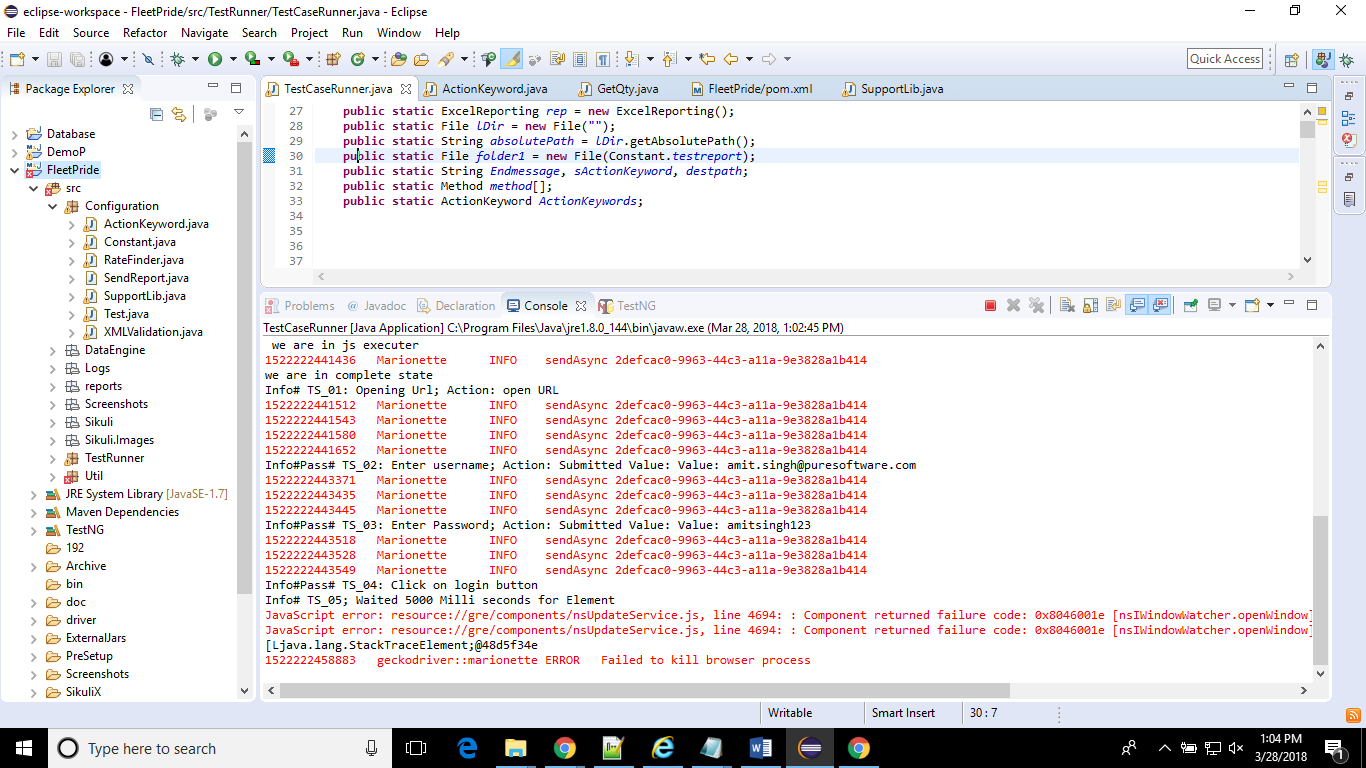 eclipse-workspace - FleetPride/src/TestRunner/TestCaseRunner.java - Eclipse
File Edit Source Refactor Navigate Search Project Run Window Help
Quick Access
Package Explorer
Database
DemoP
FleetPride
src
Configuration
ActionKeyword.java
Constant.java
RateFinder.java
SendReport.java
SupportLib.java
Test.java
XMLValidation.java
DataEngine
Logs
reports
Screenshots
Sikuli
Sikuli.Images
TestRunner
Util
JRE System Library [JavaSE-1.7]
Maven Dependencies
TestNG
192
Archive
bin
doc
driver
ExternalJars
PreSetup
Screenshots
SikuliX
TestCaseRunner.java ActionKeyword.java GetQty.java FleetPride/pom.xml SupportLib.java
27 public static ExcelReporting rep = new ExcelReporting();
28 public static File lDir = new File("");
29 public static String absolutePath = lDir.getAbsolutePath();
30 public static File folder1 = new File(Constant.testreport);
31 public static String Endmessage, sActionKeyword, destpath;
32 public static Method method[];
33 public static ActionKeyword ActionKeywords;
34
35
36
37
Problems @ Javadoc Declaration Console TestNG
TestCaseRunner [Java Application] C:\Program Files\Java\jre1.8.0_144\bin\javaw.exe (Mar 28, 2018, 1:02:45 PM)
we are in js executer
1522222441436 Marionette INFO sendAsync 2defcac0-9963-44c3-a11a-9e3828a1b414
we are in complete state
Info# TS_01: Opening Url; Action: open URL
1522222441512 Marionette INFO sendAsync 2defcac0-9963-44c3-a11a-9e3828a1b414
1522222441543 Marionette INFO sendAsync 2defcac0-9963-44c3-a11a-9e3828a1b414
1522222441580 Marionette INFO sendAsync 2defcac0-9963-44c3-a11a-9e3828a1b414
1522222441652 Marionette INFO sendAsync 2defcac0-9963-44c3-a11a-9e3828a1b414
Info#Pass# TS_02: Enter username; Action: Submitted Value: Value: amit.singh@puresoftware.com
1522222443371 Marionette INFO sendAsync 2defcac0-9963-44c3-a11a-9e3828a1b414
1522222443435 Marionette INFO sendAsync 2defcac0-9963-44c3-a11a-9e3828a1b414
1522222443445 Marionette INFO sendAsync 2defcac0-9963-44c3-a11a-9e3828a1b414
Info#Pass# TS_03: Enter Password; Action: Submitted Value: Value: amitsingh123
1522222443518 Marionette INFO sendAsync 2defcac0-9963-44c3-a11a-9e3828a1b414
1522222443528 Marionette INFO sendAsync 2defcac0-9963-44c3-a11a-9e3828a1b414
1522222443549 Marionette INFO sendAsync 2defcac0-9963-44c3-a11a-9e3828a1b414
Info#Pass# TS_04: Click on login button
Info# TS_05; Waited 5000 Milli seconds for Element
JavaScript error: resource://gre/components/nsUpdateService.js, line 4694: : Component returned failure code: 0x8046001e [nsIWindowWatcher.openWindow]
JavaScript error: resource://gre/components/nsUpdateService.js, line 4694: : Component returned failure code: 0x8046001e [nsIWindowWatcher.openWindow]
[Ljava.lang.StackTraceElement;@48d5f34e
1522222458883 geckodriver::marionette ERROR Failed to kill browser process
Writable Smart Insert 30 : 7
Type here to search
1:04 PM
3/28/2018
1